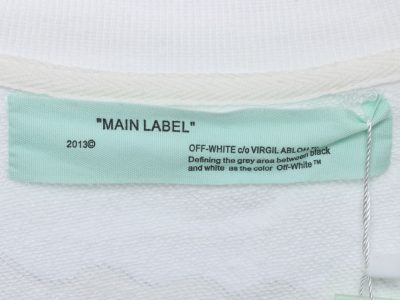 "MAIN LABEL"
2013©
OFF-WHITE c/o VIRGIL ABLOH
Defining the grey area between black
and white as the color Off-White™